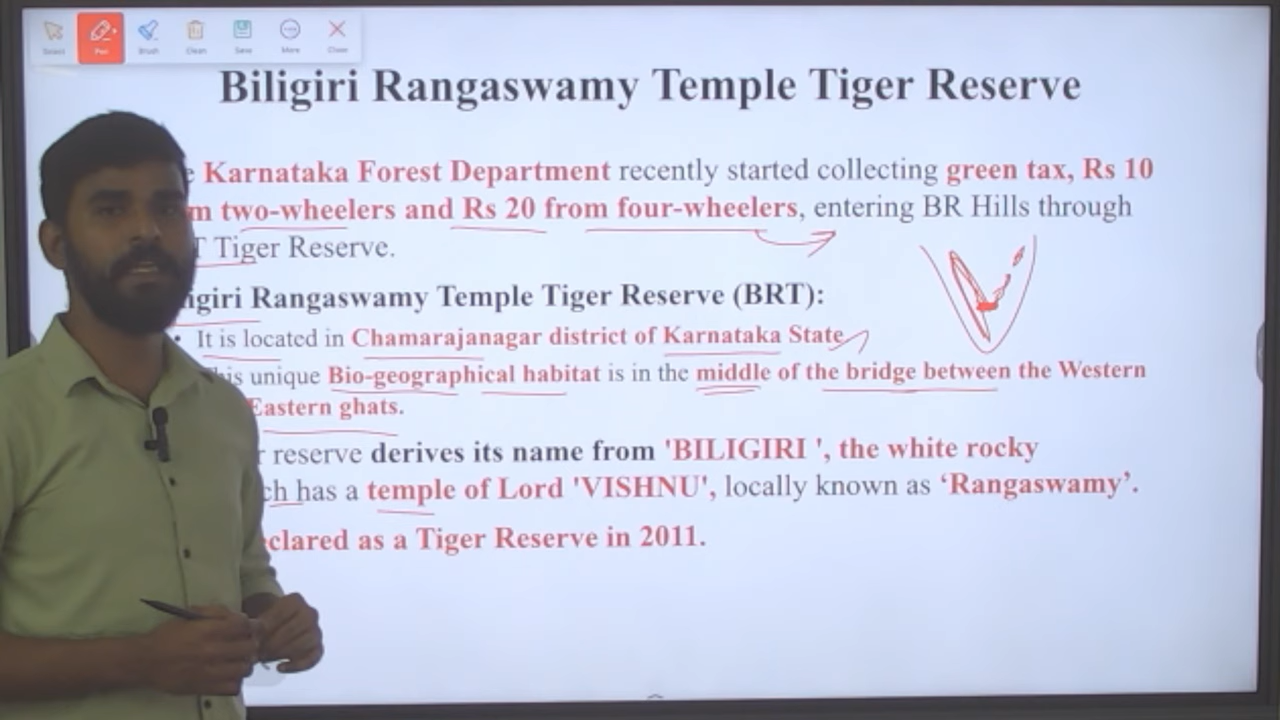 Select Pen Brush Clean Save More Close
Biligiri Rangaswamy Temple Tiger Reserve
Karnataka Forest Department recently started collecting green tax, Rs 10
two-wheelers and Rs 20 from four-wheelers, entering BR Hills through
Tiger Reserve.
Rangaswamy Temple Tiger Reserve (BRT):
• It is located in Chamarajanagar district of Karnataka State
unique Bio-geographical habitat is in the middle of the bridge between the Western
Eastern ghats.
reserve derives its name from 'BILIGIRI ', the white rocky
has a temple of Lord 'VISHNU', locally known as ‘Rangaswamy’.
as a Tiger Reserve in 2011.